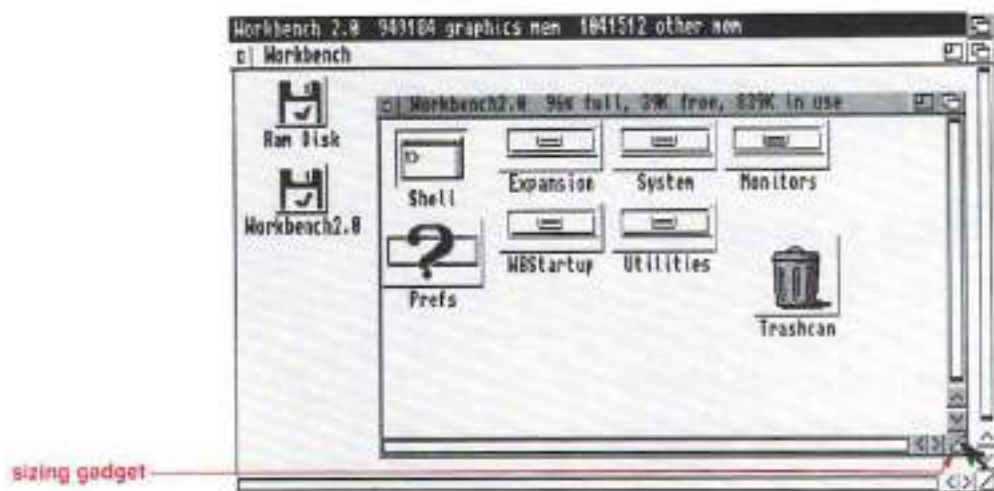 Workbench 2.0 949184 graphics mem 1841512 other mem
Workbench
Workbench2.0 96% full, 39K free, 839K in use
Ram Disk
Shell
Expansion
System
Monitors
Workbench2.0
Prefs
WBStartup
Utilities
Trashcan
sizing gadget